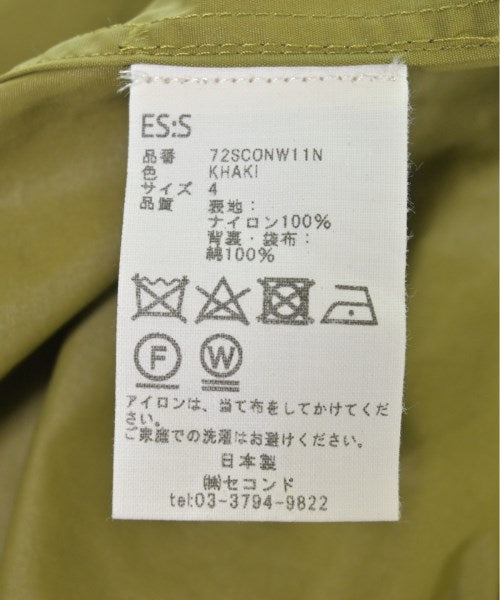 ES:S
品番 72SCONW11N
色 KHAKI
サイズ 4
品質 表地:
ナイロン100%
背裏・袋布:
綿100%
F W
アイロンは、当て布をしてかけてくだ
さい。
ご家庭での洗濯はお避けください。
日本製
㈱セコンド
tel:03-3794-9822